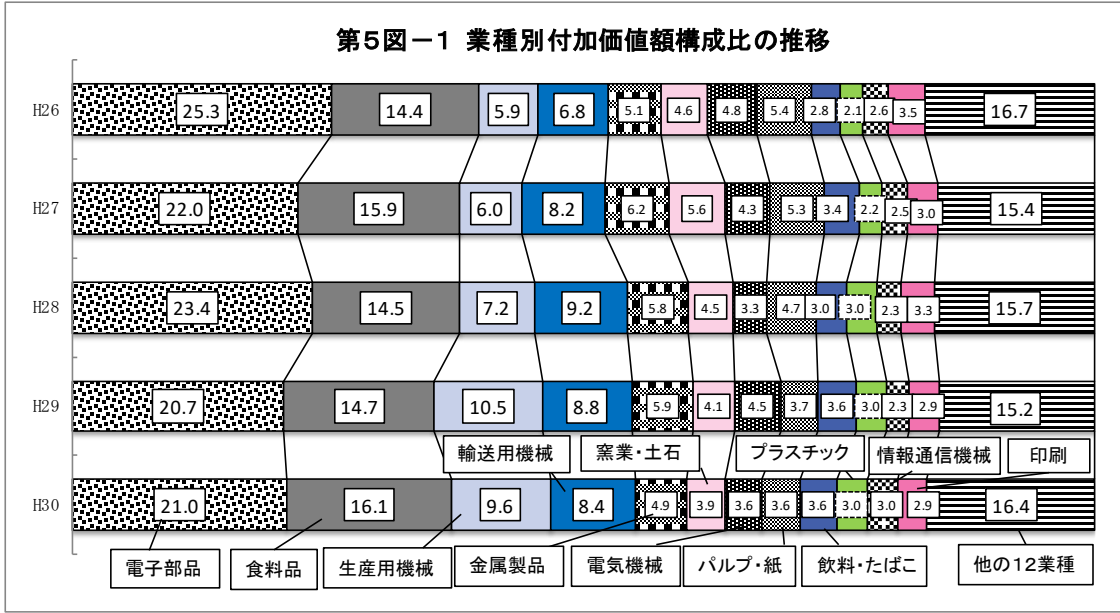 第5図－1 業種別付加価値額構成比の推移
H26 25.3 14.4 5.9 6.8 5.1 4.6 4.8 5.4 2.8 2.1 2.6 3.5 16.7
H27 22.0 15.9 6.0 8.2 6.2 5.6 4.3 5.3 3.4 2.2 2.5 3.0 15.4
H28 23.4 14.5 7.2 9.2 5.8 4.5 3.3 4.7 3.0 3.0 2.3 3.3 15.7
H29 20.7 14.7 10.5 8.8 5.9 4.1 4.5 3.7 3.6 3.0 2.3 2.9 15.2
輸送用機械 窯業・土石 プラスチック 情報通信機械 印刷
H30 21.0 16.1 9.6 8.4 4.9 3.9 3.6 3.6 3.6 3.0 3.0 2.9 16.4
電子部品 食料品 生産用機械 金属製品 電気機械 パルプ・紙 飲料・たばこ 他の12業種